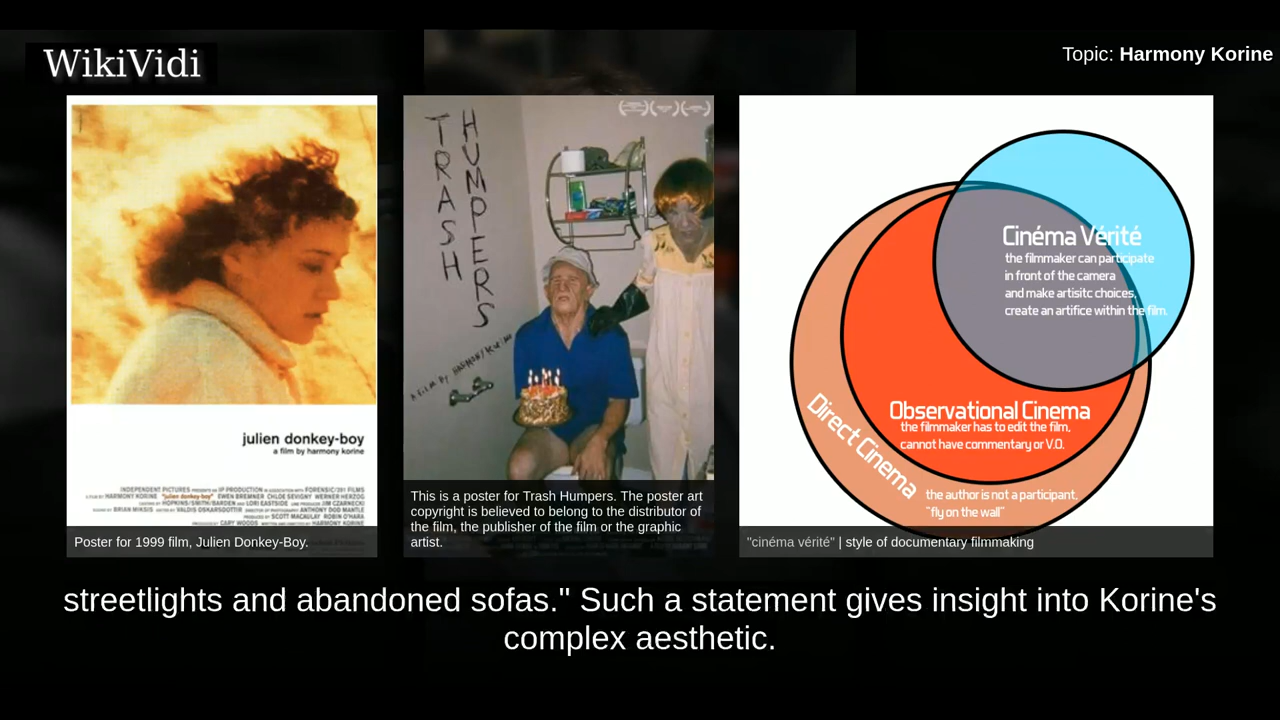 WikiVidi
Topic: Harmony Korine
julien donkey-boy
a film by harmony korine
Poster for 1999 film, Julien Donkey-Boy.
TRASH
HUMPERS
A FILM BY HARMONY KORINE
This is a poster for Trash Humpers. The poster art
copyright is believed to belong to the distributor of
the film, the publisher of the film or the graphic
artist.
Cinéma Vérité
the filmmaker can participate
in front of the camera
and make artisitc choices,
create an artifice within the film.
Observational Cinema
the filmmaker has to edit the film,
cannot have commentary or V.O.
Direct Cinema
the author is not a participant.
"fly on the wall"
"cinéma vérité" | style of documentary filmmaking
streetlights and abandoned sofas." Such a statement gives insight into Korine's
complex aesthetic.